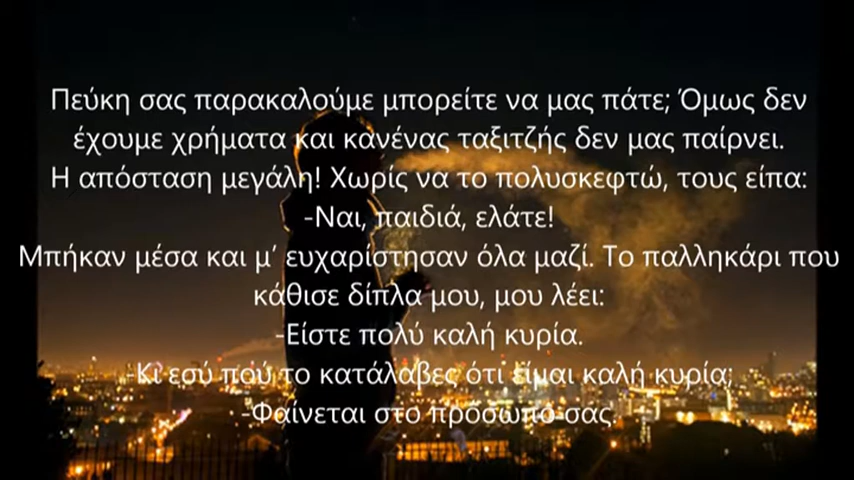 Πεύκη σας παρακαλούμε μπορείτε να μας πάτε; Όμως δεν
έχουμε χρήματα και κανένας ταξιτζής δεν μας παίρνει.
Η απόσταση μεγάλη! Χωρίς να το πολυσκεφτώ, τους είπα:
-Ναι, παιδιά, ελάτε!
Μπήκαν μέσα και μ’ ευχαρίστησαν όλα μαζί. Το παλληκάρι που
κάθισε δίπλα μου, μου λέει:
-Είστε πολύ καλή κυρία.
-Κι εσύ πού το κατάλαβες ότι είμαι καλή κυρία;
-Φαίνεται στο πρόσωπό σας.